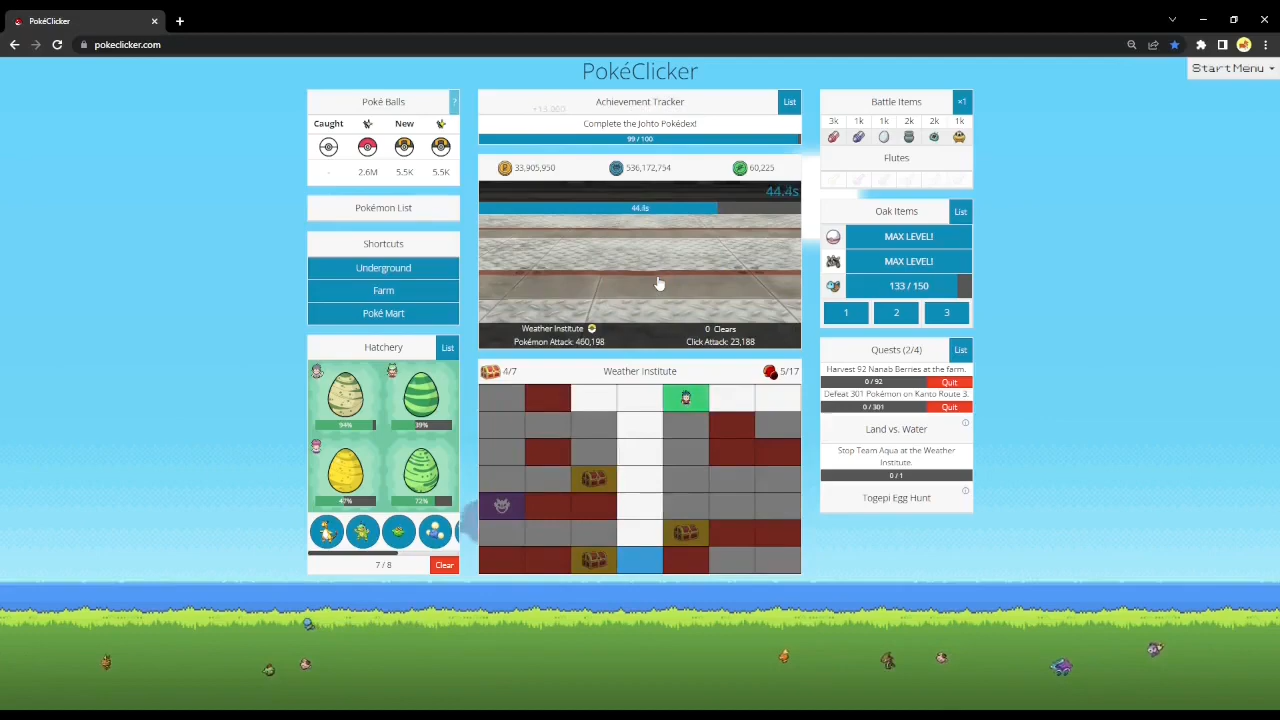 PokéClicker
pokeclicker.com
PokéClicker
StartMenu
Poké Balls
?
Caught
New
-
2.6M
5.5K
5.5K
Pokémon List
Shortcuts
Underground
Farm
Poké Mart
Hatchery
List
94%
39%
47%
72%
7 / 8
Clear
+13,060
Achievement Tracker
List
Complete the Johto Pokédex!
99 / 100
33,905,950
536,172,754
60,225
44.4s
44.4s
Weather Institute
0 Clears
Pokémon Attack: 460,198
Click Attack: 23,188
4/7
Weather Institute
5/17
Battle Items
×1
3k
1k
1k
2k
2k
1k
Flutes
Oak Items
List
MAX LEVEL!
MAX LEVEL!
133 / 150
1
2
3
Quests (2/4)
List
Harvest 92 Nanab Berries at the farm.
0 / 92
Quit
Defeat 301 Pokémon on Kanto Route 3.
0 / 301
Quit
Land vs. Water
Stop Team Aqua at the Weather
Institute.
0 / 1
Togepi Egg Hunt